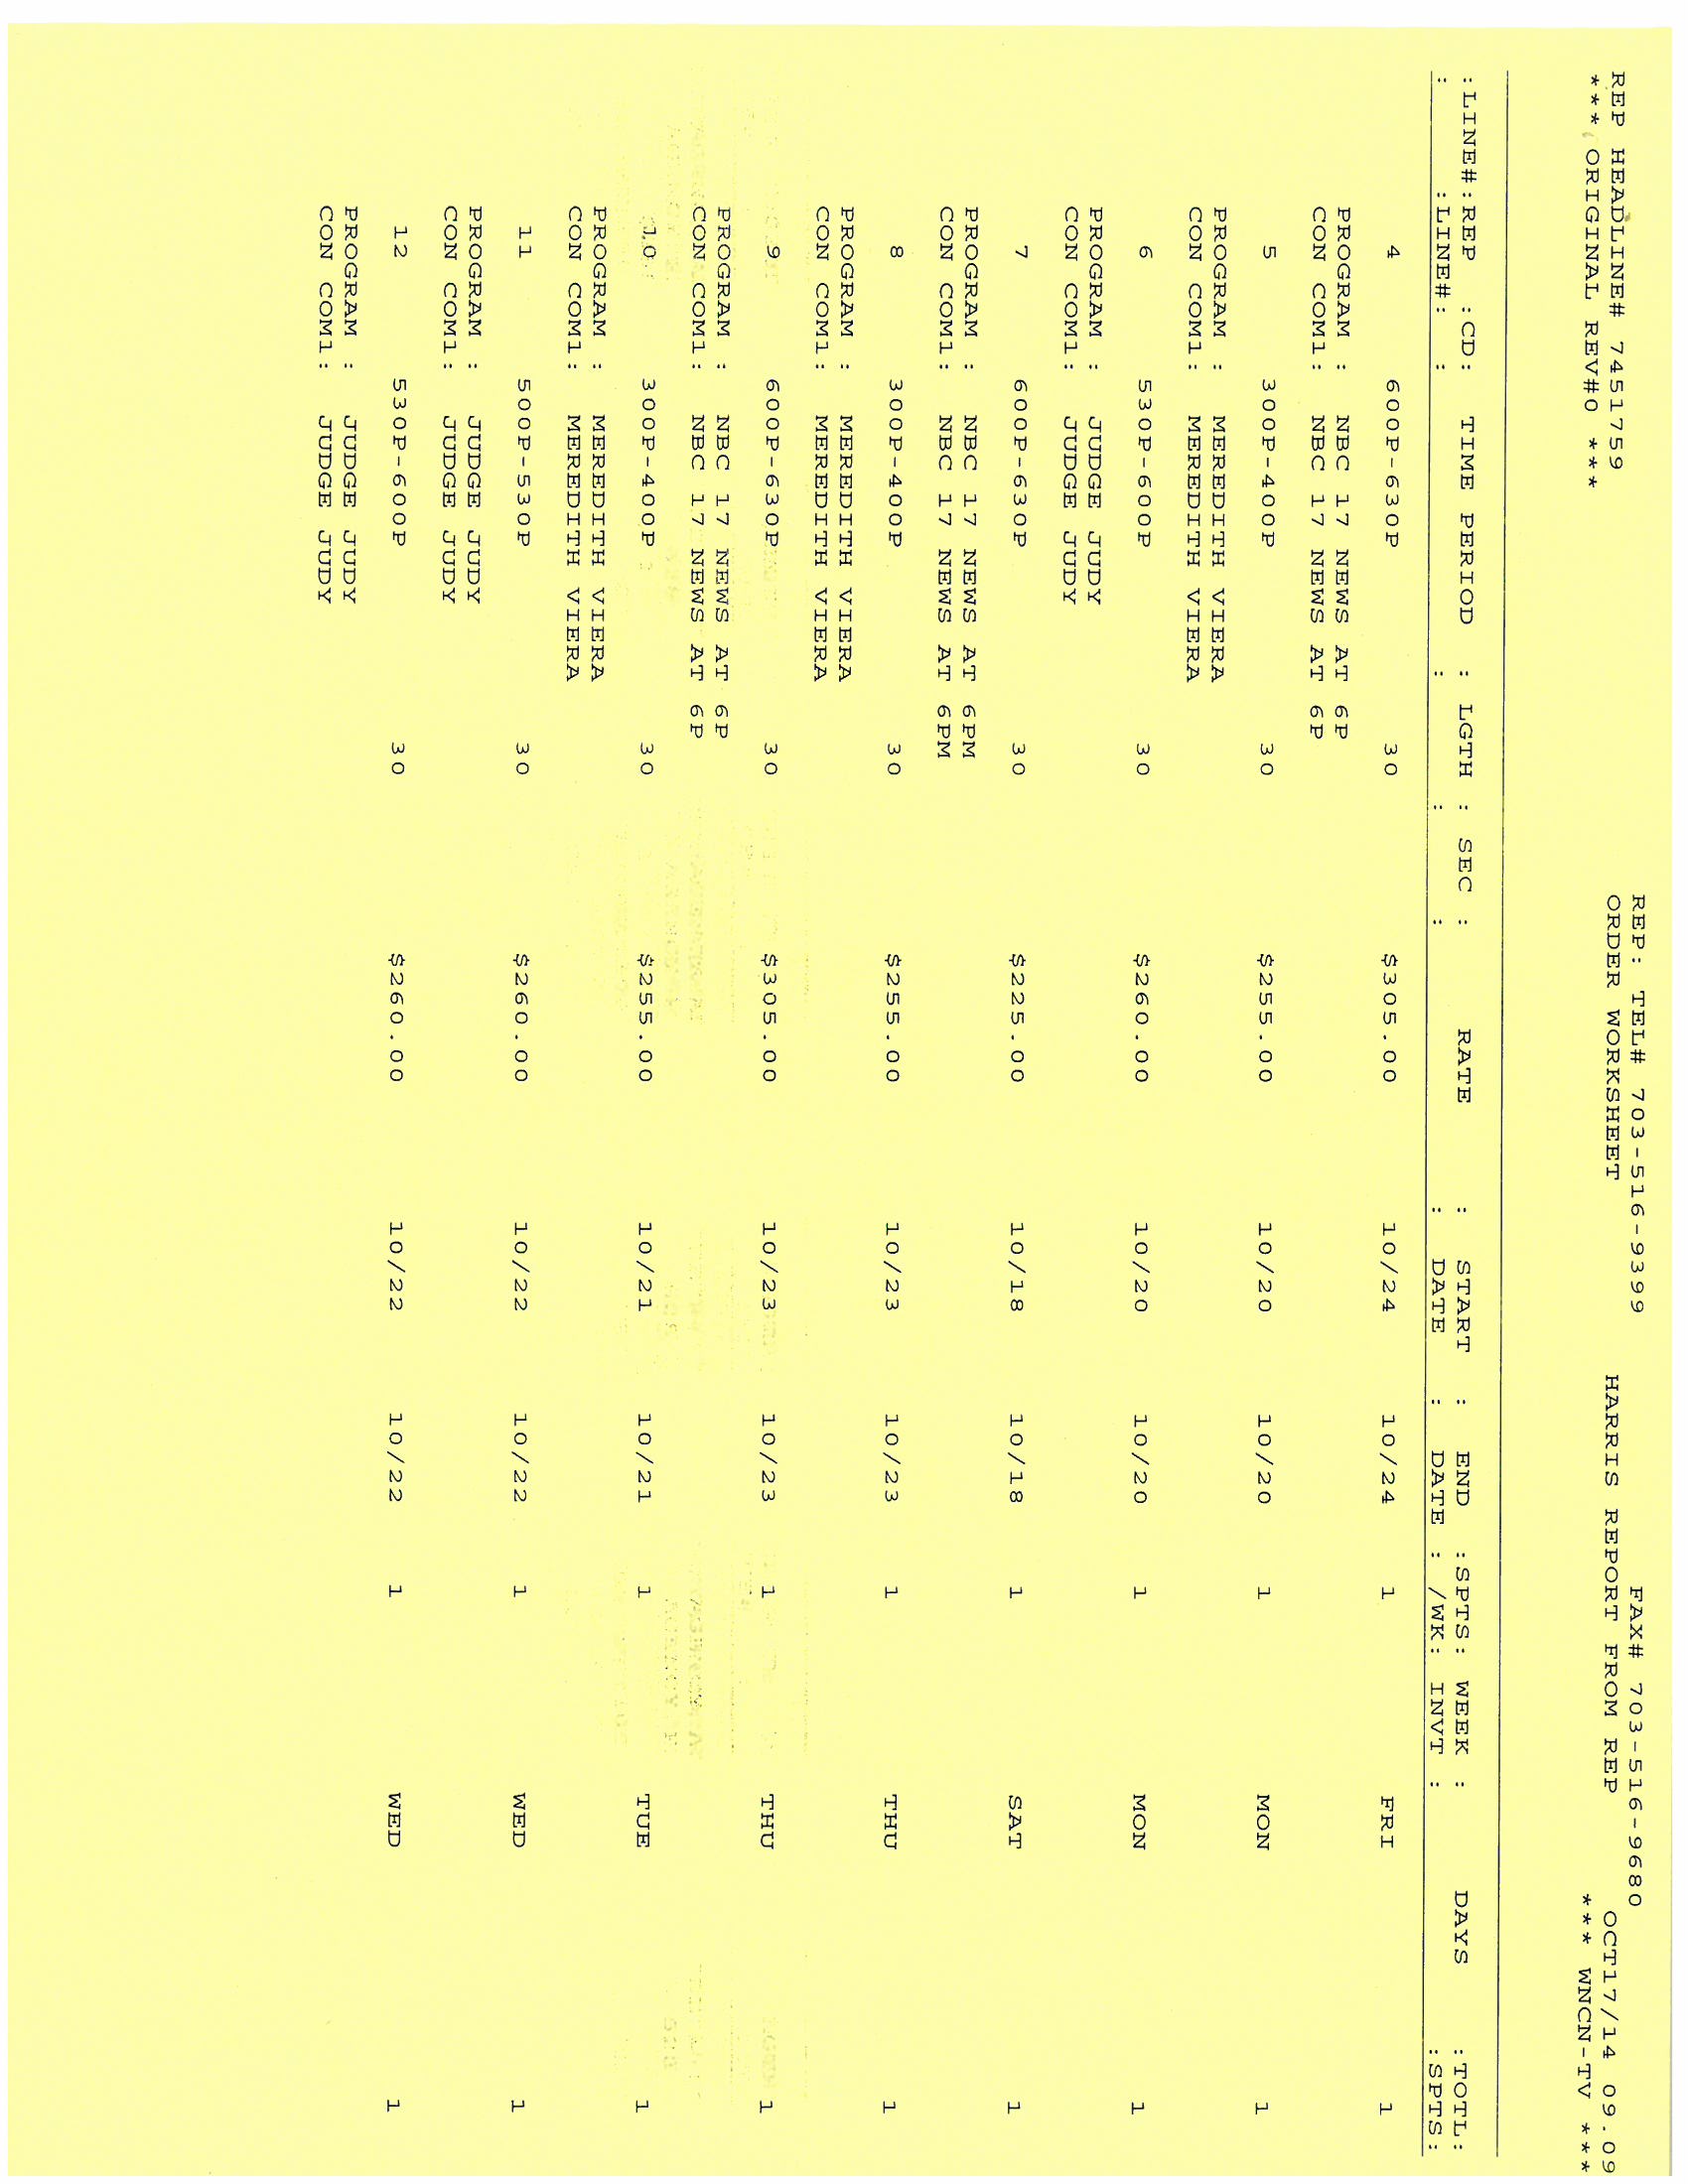 REP: TEL# 703-516-9399 FAX# 703-516-9680
REP HEADLINE# 7451759 ORDER WORKSHEET HARRIS REPORT FROM REP OCT17/14 09.09
*** ORIGINAL REV#0 *** *** WNCN-TV ***
:LINE#:REP :CD: TIME PERIOD : LGTH : SEC : RATE : START : END :SPTS: WEEK : DAYS :TOTL:
: :LINE#: : : : : : DATE : DATE : /WK: INVT : :SPTS:
4 600P-630P 30 $305.00 10/24 10/24 1 FRI 1
PROGRAM : NBC 17 NEWS AT 6P
CON COM1: NBC 17 NEWS AT 6P
5 300P-400P 30 $255.00 10/20 10/20 1 MON 1
PROGRAM : MEREDITH VIERA
CON COM1: MEREDITH VIERA
6 530P-600P 30 $260.00 10/20 10/20 1 MON 1
PROGRAM : JUDGE JUDY
CON COM1: JUDGE JUDY
7 600P-630P 30 $225.00 10/18 10/18 1 SAT 1
PROGRAM : NBC 17 NEWS AT 6PM
CON COM1: NBC 17 NEWS AT 6PM
8 300P-400P 30 $255.00 10/23 10/23 1 THU 1
PROGRAM : MEREDITH VIERA
CON COM1: MEREDITH VIERA
9 600P-630P 30 $305.00 10/23 10/23 1 THU 1
PROGRAM : NBC 17 NEWS AT 6P
CON COM1: NBC 17 NEWS AT 6P
10 300P-400P 30 $255.00 10/21 10/21 1 TUE 1
PROGRAM : MEREDITH VIERA
CON COM1: MEREDITH VIERA
11 500P-530P 30 $260.00 10/22 10/22 1 WED 1
PROGRAM : JUDGE JUDY
CON COM1: JUDGE JUDY
12 530P-600P 30 $260.00 10/22 10/22 1 WED 1
PROGRAM : JUDGE JUDY
CON COM1: JUDGE JUDY